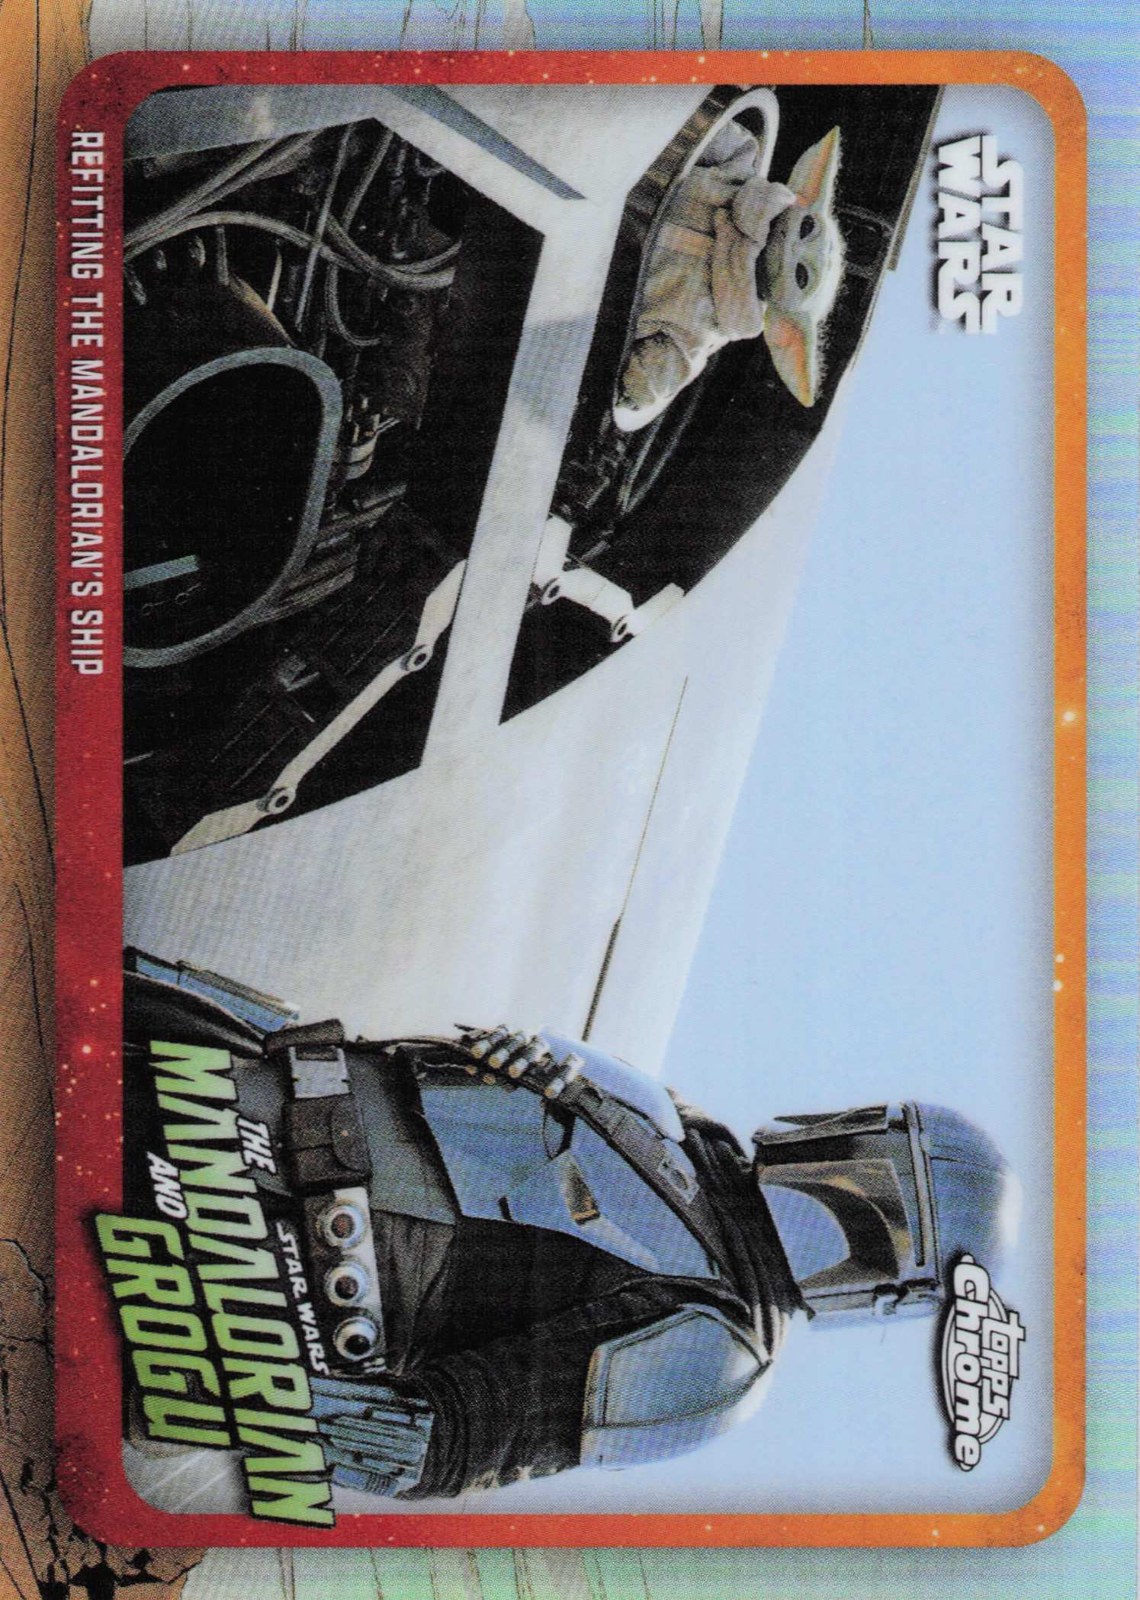 STAR
WARS
topps
Chrome
STAR WARS
THE
MANDALORIAN
AND
GROGU
REFITTING THE MANDALORIAN'S SHIP